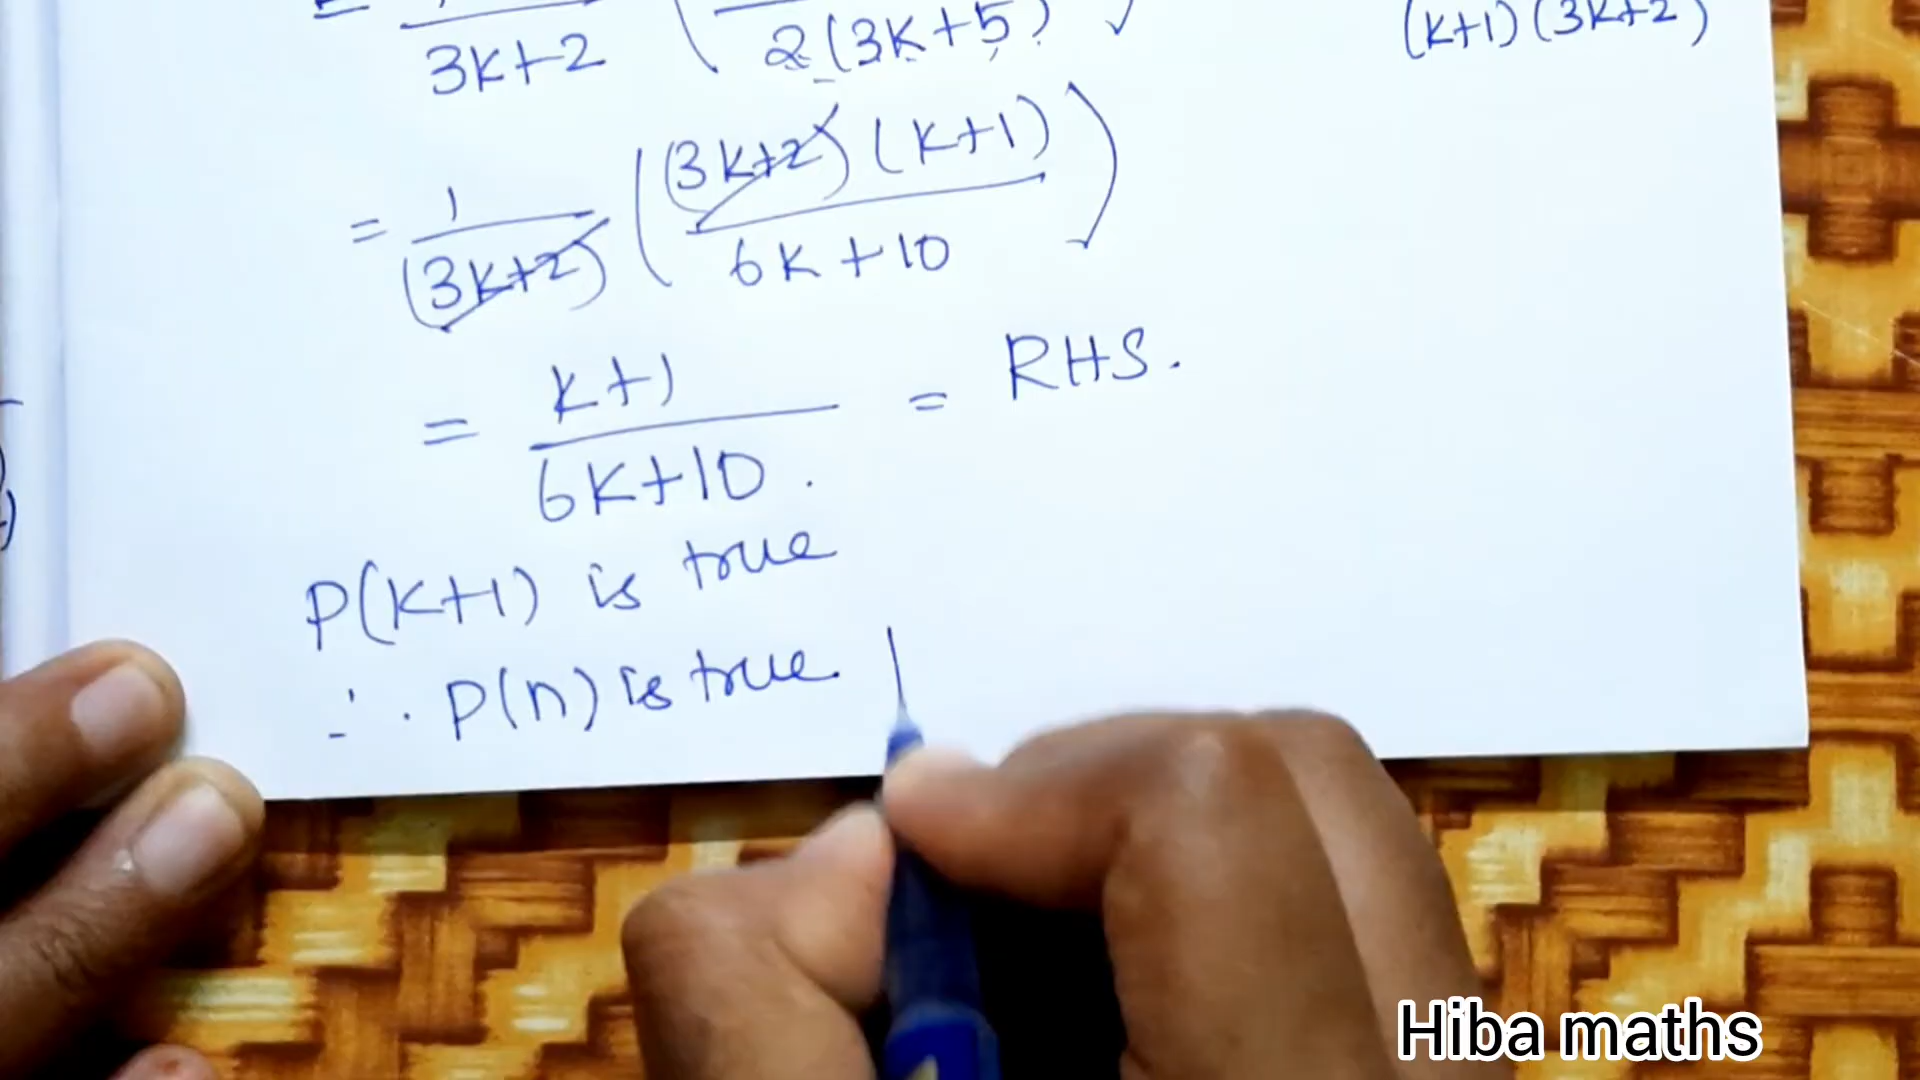 = 3k+2 ( 2(3k+5) (k+1)(3k+2)
= 1/(3k+2) ( (3k+2)(k+1) / 6k+10 )
= k+1 / 6k+10 . = RHS.
P(k+1) is true
∴ P(n) is true
Hiba maths